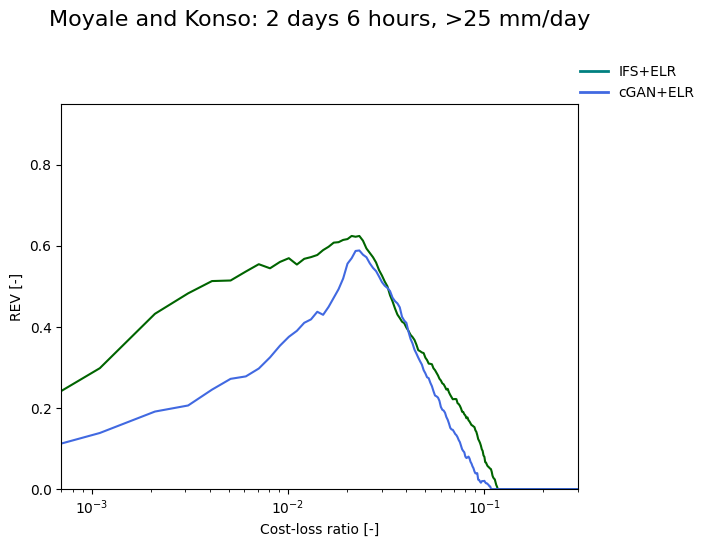 Moyale and Konso: 2 days 6 hours, >25 mm/day
IFS+ELR
cGAN+ELR
0.8
0.6
0.4
0.2
0.0
REV [-]
10⁻³
10⁻²
10⁻¹
Cost-loss ratio [-]